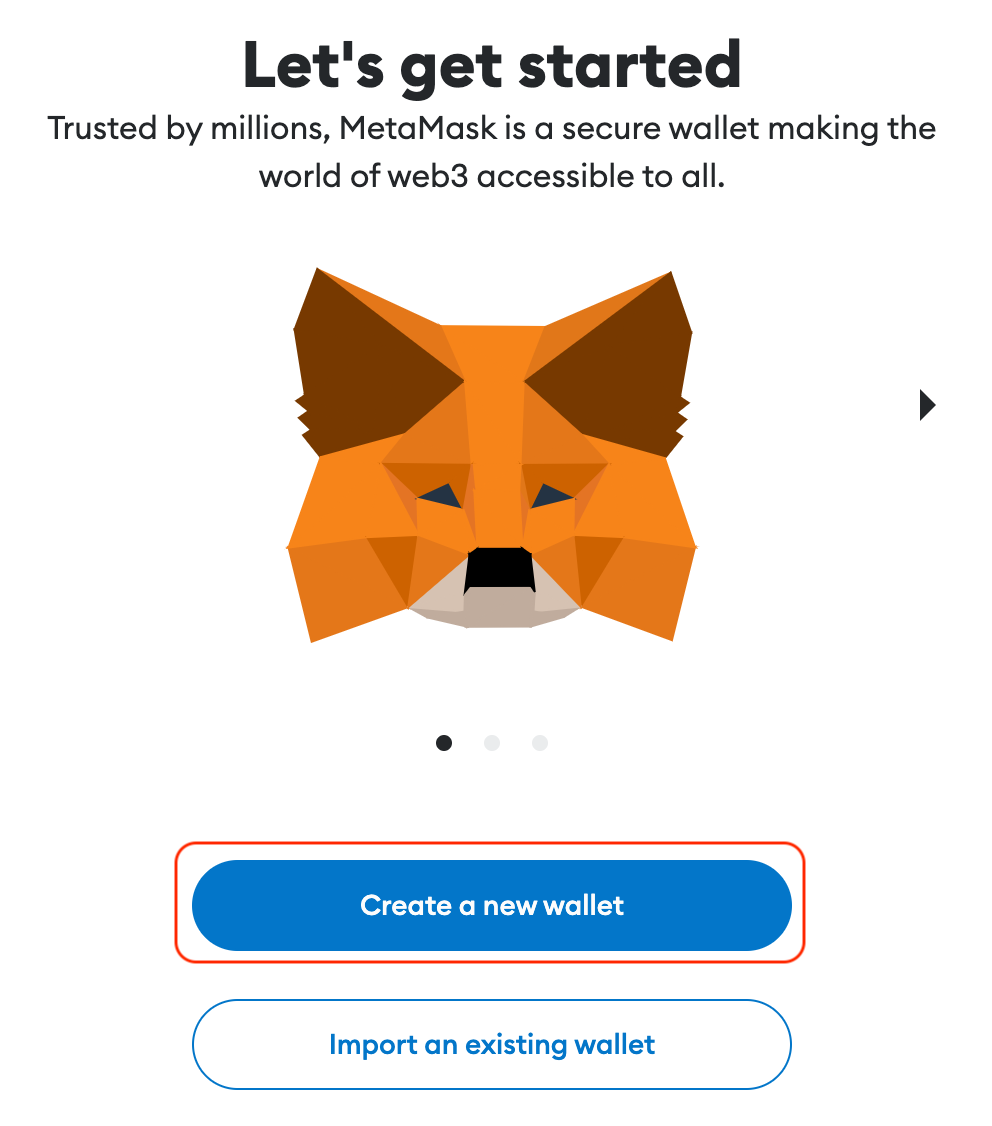 Let's get started
Trusted by millions, MetaMask is a secure wallet making the
world of web3 accessible to all.
Create a new wallet
Import an existing wallet